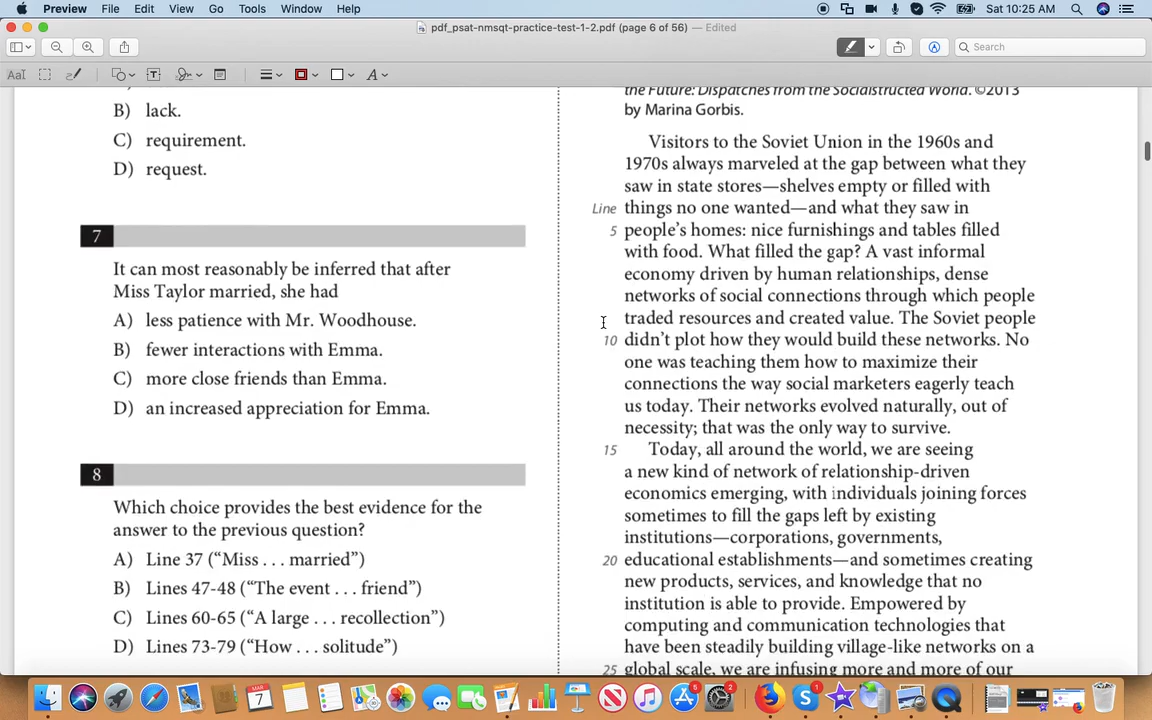 Preview File Edit View Go Tools Window Help
Sat 10:25 AM
pdf_psat-nmsqt-practice-test-1-2.pdf (page 6 of 56) — Edited
Search
B) lack.
C) requirement.
D) request.
7
It can most reasonably be inferred that after
Miss Taylor married, she had
A) less patience with Mr. Woodhouse.
B) fewer interactions with Emma.
C) more close friends than Emma.
D) an increased appreciation for Emma.
8
Which choice provides the best evidence for the
answer to the previous question?
A) Line 37 (“Miss . . . married”)
B) Lines 47-48 (“The event . . . friend”)
C) Lines 60-65 (“A large . . . recollection”)
D) Lines 73-79 (“How . . . solitude”)
the Future: Dispatches from the Socialstructed World. ©2013
by Marina Gorbis.
Visitors to the Soviet Union in the 1960s and
1970s always marveled at the gap between what they
saw in state stores—shelves empty or filled with
Line things no one wanted—and what they saw in
5 people’s homes: nice furnishings and tables filled
with food. What filled the gap? A vast informal
economy driven by human relationships, dense
networks of social connections through which people
traded resources and created value. The Soviet people
10 didn’t plot how they would build these networks. No
one was teaching them how to maximize their
connections the way social marketers eagerly teach
us today. Their networks evolved naturally, out of
necessity; that was the only way to survive.
15 Today, all around the world, we are seeing
a new kind of network of relationship-driven
economics emerging, with individuals joining forces
sometimes to fill the gaps left by existing
institutions—corporations, governments,
20 educational establishments—and sometimes creating
new products, services, and knowledge that no
institution is able to provide. Empowered by
computing and communication technologies that
have been steadily building village-like networks on a
25 global scale, we are infusing more and more of our